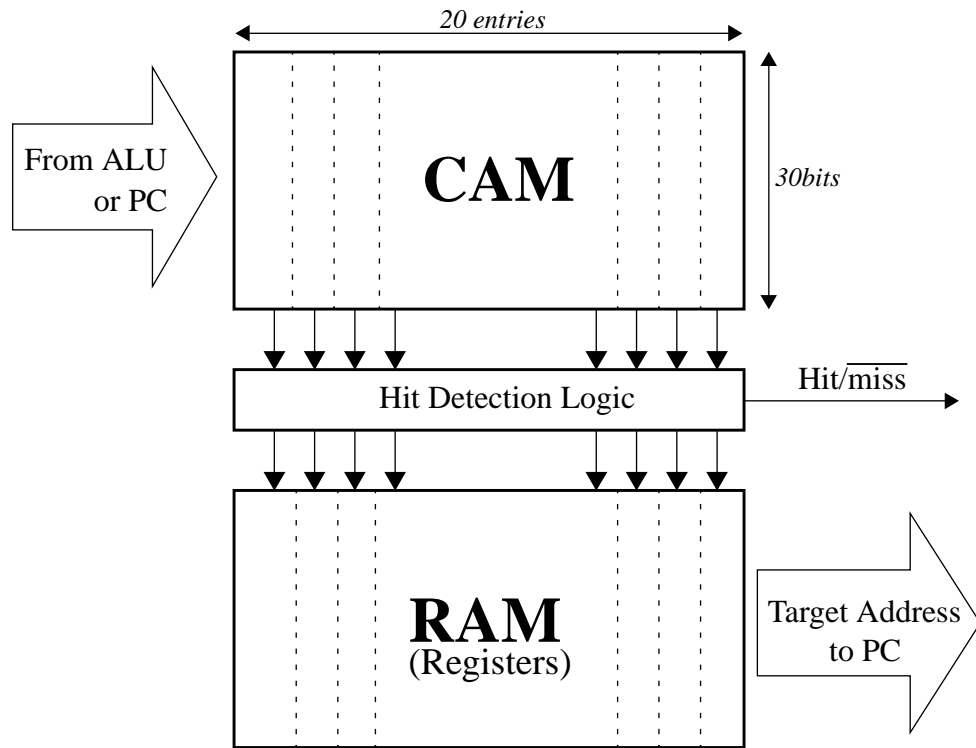 20 entries
From ALU
or PC
CAM
30bits
Hit Detection Logic
Hit/miss
RAM
(Registers)
Target Address
to PC